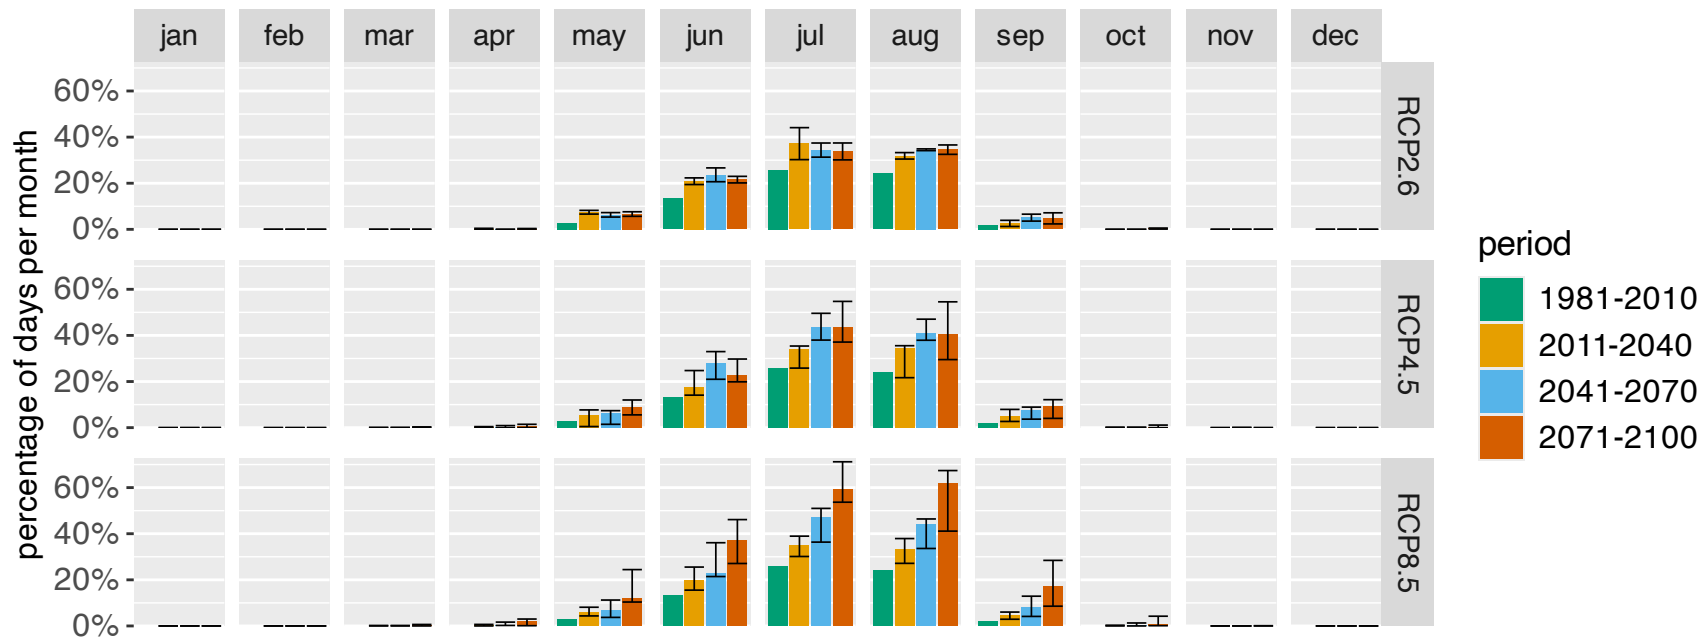 jan feb mar apr may jun jul aug sep oct nov dec
percentage of days per month
60%
40%
20%
0%
RCP2.6
60%
40%
20%
0%
RCP4.5
60%
40%
20%
0%
RCP8.5
period
1981-2010
2011-2040
2041-2070
2071-2100